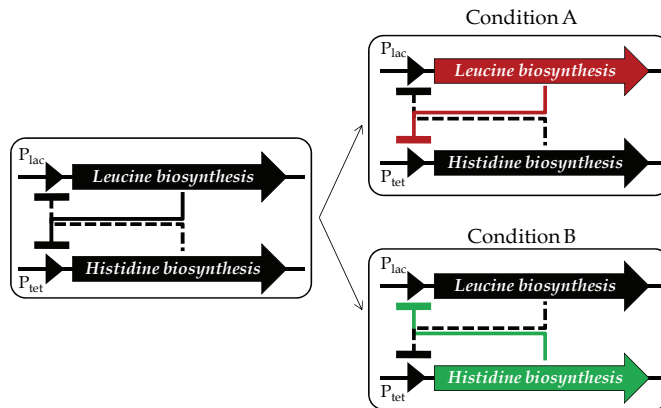 P_lac
Leucine biosynthesis
Histidine biosynthesis
P_tet
Condition A
P_lac
Leucine biosynthesis
Histidine biosynthesis
P_tet
Condition B
P_lac
Leucine biosynthesis
Histidine biosynthesis
P_tet